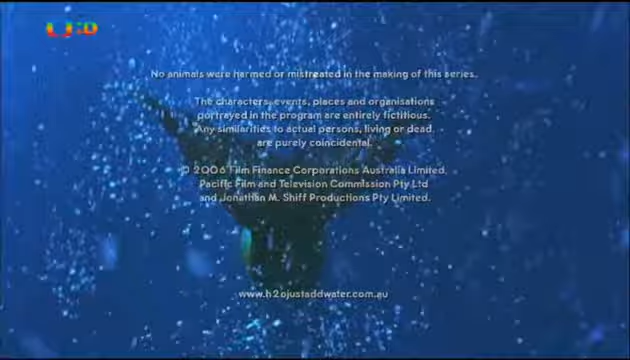 :D
No animals were harmed or mistreated in the making of this series.
The characters, events, places and organisations
portrayed in the program are entirely fictitious.
Any similarities to actual persons, living or dead
are purely coincidental.
© 2006 Film Finance Corporations Australia Limited,
Pacific Film and Television Commission Pty Ltd
and Jonathan M. Shiff Productions Pty Limited.
www.h2ojustaddwater.com.au